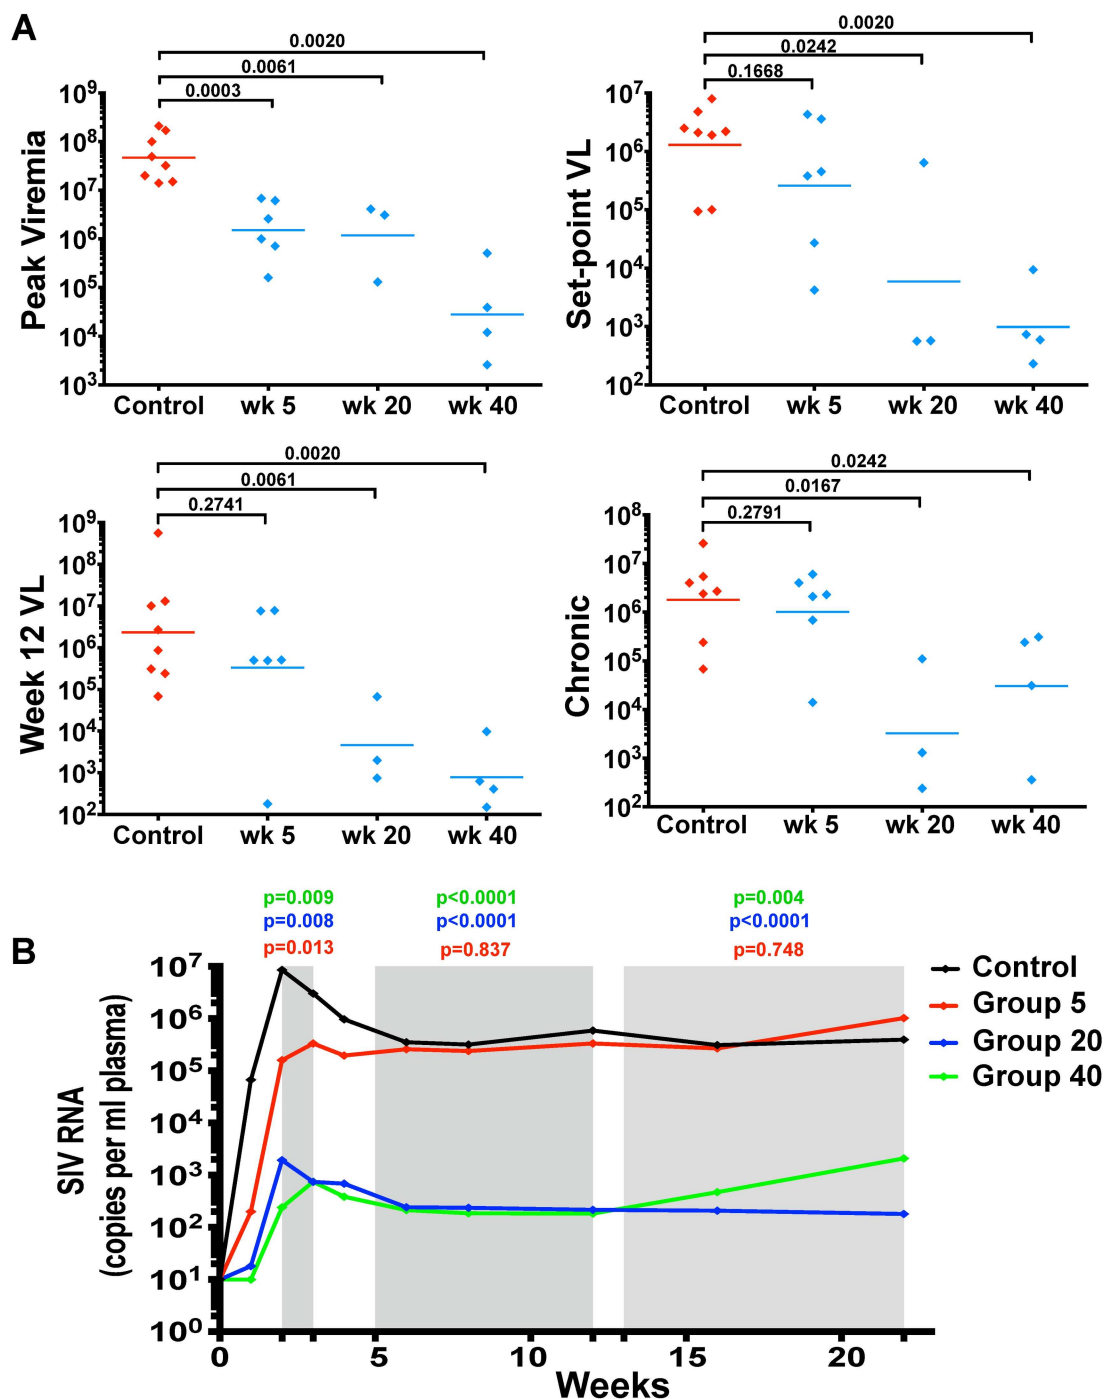 A
0.0020
0.0061
0.0003
10⁹
10⁸
10⁷
10⁶
10⁵
10⁴
10³
Peak Viremia
Control wk 5 wk 20 wk 40
0.0020
0.0242
0.1668
10⁷
10⁶
10⁵
10⁴
10³
10²
Set-point VL
Control wk 5 wk 20 wk 40
0.0020
0.0061
0.2741
10⁹
10⁸
10⁷
10⁶
10⁵
10⁴
10³
10²
Week 12 VL
Control wk 5 wk 20 wk 40
0.0242
0.0167
0.2791
10⁸
10⁷
10⁶
10⁵
10⁴
10³
10²
Chronic
Control wk 5 wk 20 wk 40
B
p=0.009 p<0.0001 p=0.004
p=0.008 p<0.0001 p<0.0001
p=0.013 p=0.837 p=0.748
10⁷
10⁶
10⁵
10⁴
10³
10²
10¹
10⁰
SIV RNA
(copies per ml plasma)
0 5 10 15 20
Weeks
Control
Group 5
Group 20
Group 40